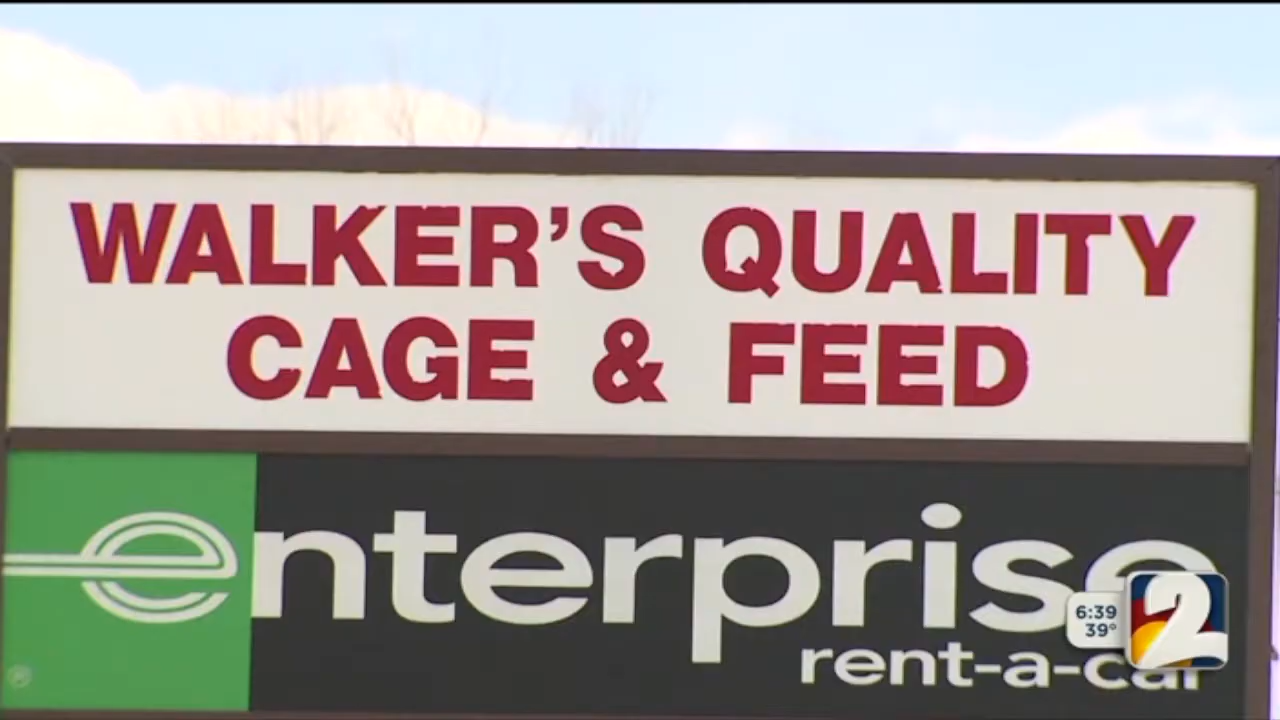 WALKER'S QUALITY
CAGE & FEED
enterprise
rent-a-car
6:39
39°
2